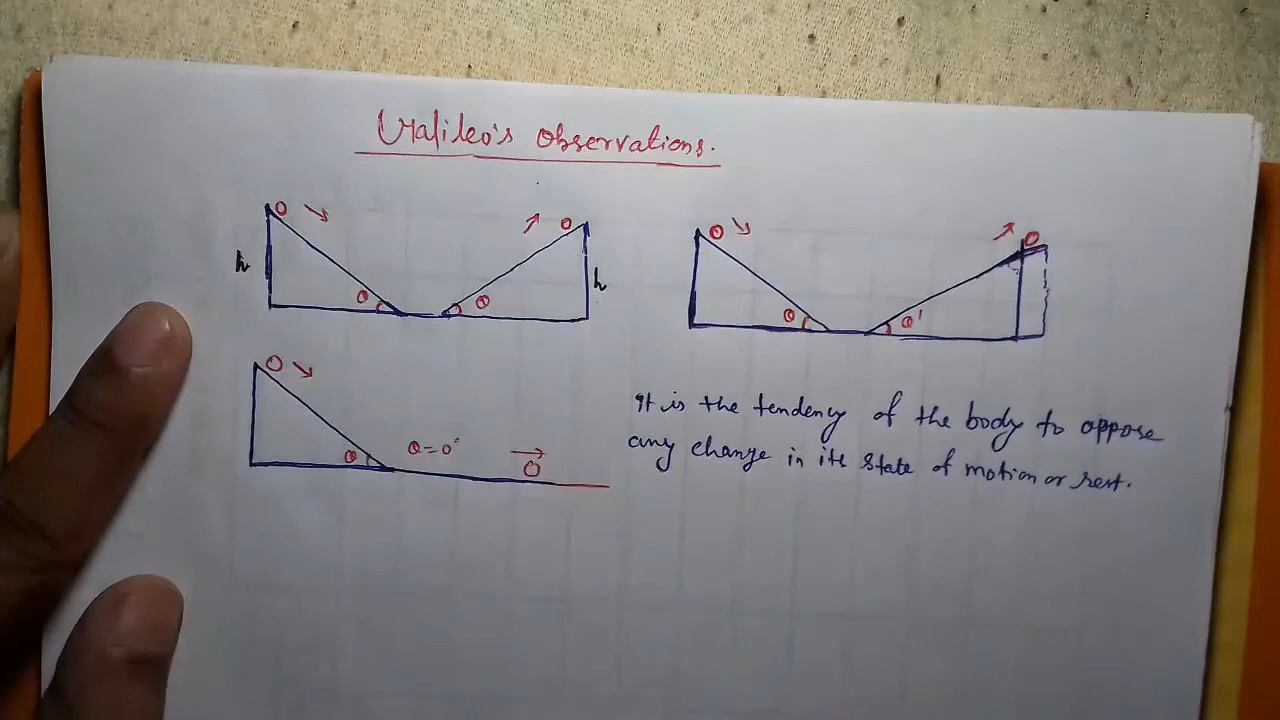 Galileo's observations.
h
θ
θ
h
θ
θ'
θ
θ=0°
It is the tendency of the body to oppose
any change in its state of motion or rest.